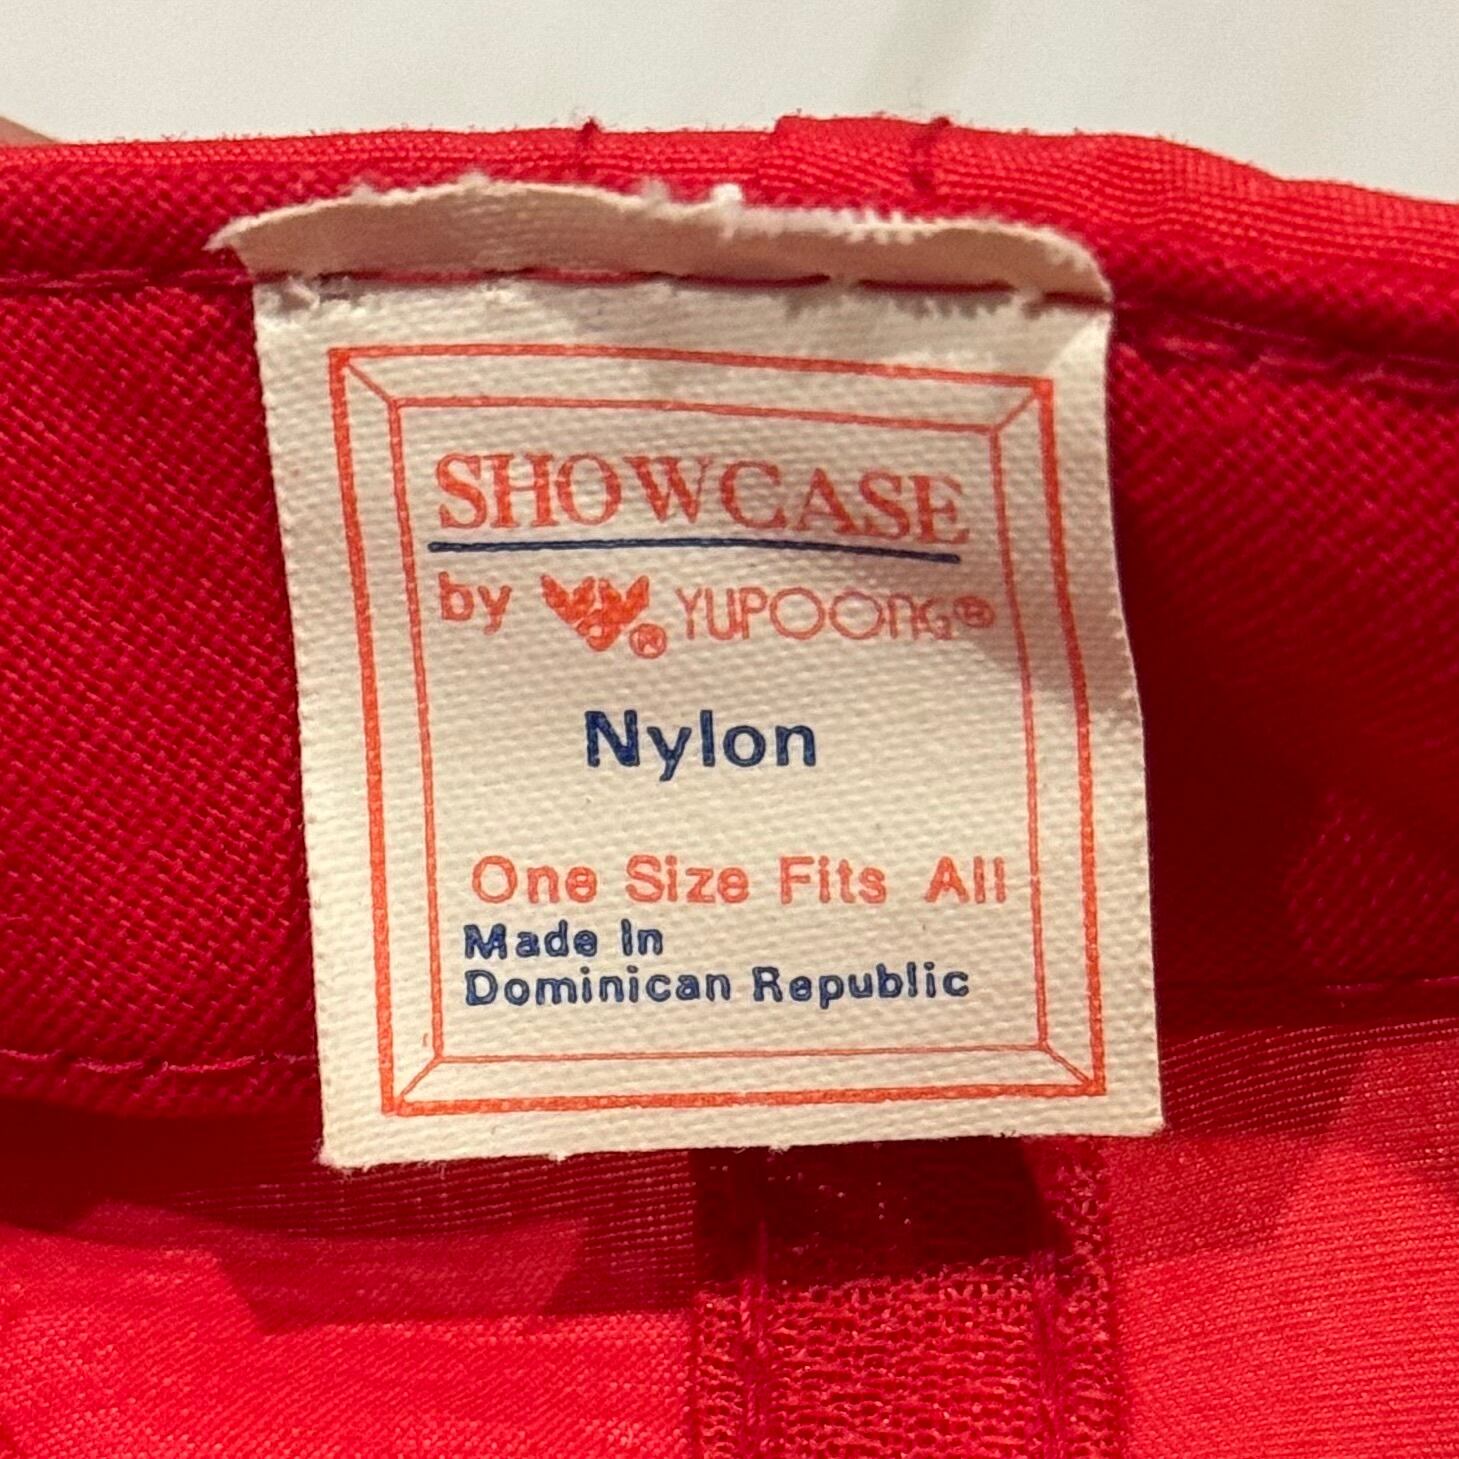 SHOWCASE
by ® YUPOONG®
Nylon
One Size Fits All
Made In
Dominican Republic